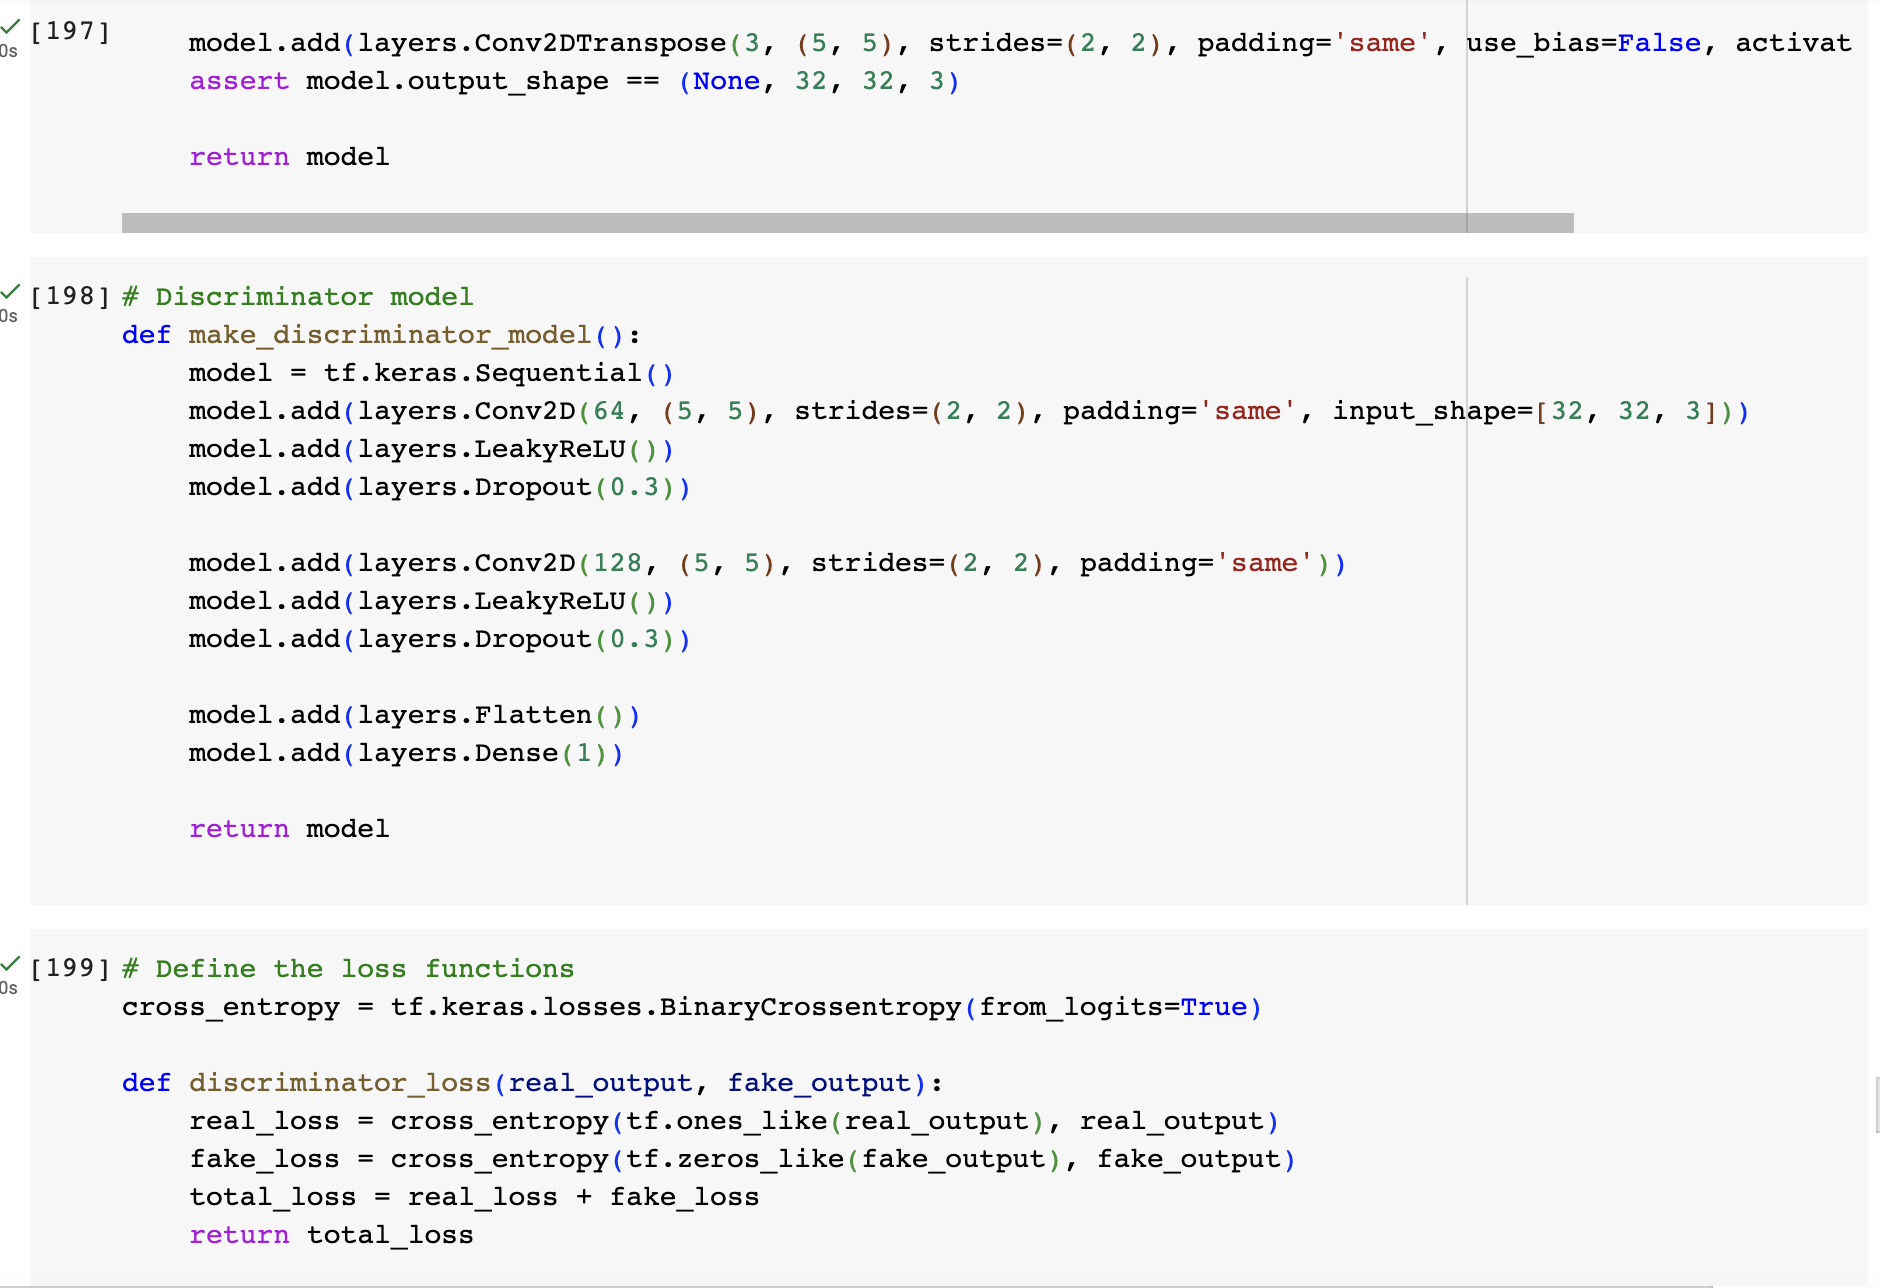 [197]
0s
    model.add(layers.Conv2DTranspose(3, (5, 5), strides=(2, 2), padding='same', use_bias=False, activat
    assert model.output_shape == (None, 32, 32, 3)
    return model
[198]
0s
# Discriminator model
def make_discriminator_model():
    model = tf.keras.Sequential()
    model.add(layers.Conv2D(64, (5, 5), strides=(2, 2), padding='same', input_shape=[32, 32, 3]))
    model.add(layers.LeakyReLU())
    model.add(layers.Dropout(0.3))
    model.add(layers.Conv2D(128, (5, 5), strides=(2, 2), padding='same'))
    model.add(layers.LeakyReLU())
    model.add(layers.Dropout(0.3))
    model.add(layers.Flatten())
    model.add(layers.Dense(1))
    return model
[199]
0s
# Define the loss functions
cross_entropy = tf.keras.losses.BinaryCrossentropy(from_logits=True)
def discriminator_loss(real_output, fake_output):
    real_loss = cross_entropy(tf.ones_like(real_output), real_output)
    fake_loss = cross_entropy(tf.zeros_like(fake_output), fake_output)
    total_loss = real_loss + fake_loss
    return total_loss